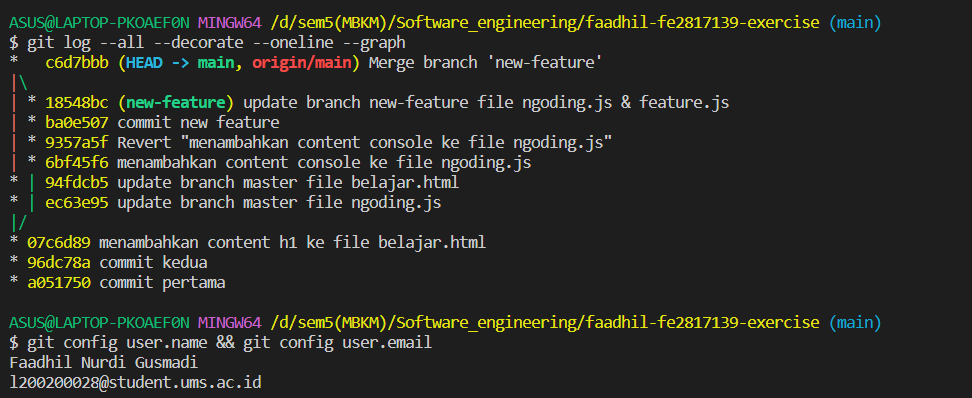 ASUS@LAPTOP-PKOAEF0N MINGW64 /d/sem5(MBKM)/Software_engineering/faadhil-fe2817139-exercise (main)
$ git log --all --decorate --oneline --graph
*   c6d7bbb (HEAD -> main, origin/main) Merge branch 'new-feature'
|\
| * 18548bc (new-feature) update branch new-feature file ngoding.js & feature.js
| * ba0e507 commit new feature
| * 9357a5f Revert "menambahkan content console ke file ngoding.js"
| * 6bf45f6 menambahkan content console ke file ngoding.js
* | 94fdcb5 update branch master file belajar.html
* | ec63e95 update branch master file ngoding.js
|/
* 07c6d89 menambahkan content h1 ke file belajar.html
* 96dc78a commit kedua
* a051750 commit pertama
ASUS@LAPTOP-PKOAEF0N MINGW64 /d/sem5(MBKM)/Software_engineering/faadhil-fe2817139-exercise (main)
$ git config user.name && git config user.email
Faadhil Nurdi Gusmadi
l200200028@student.ums.ac.id